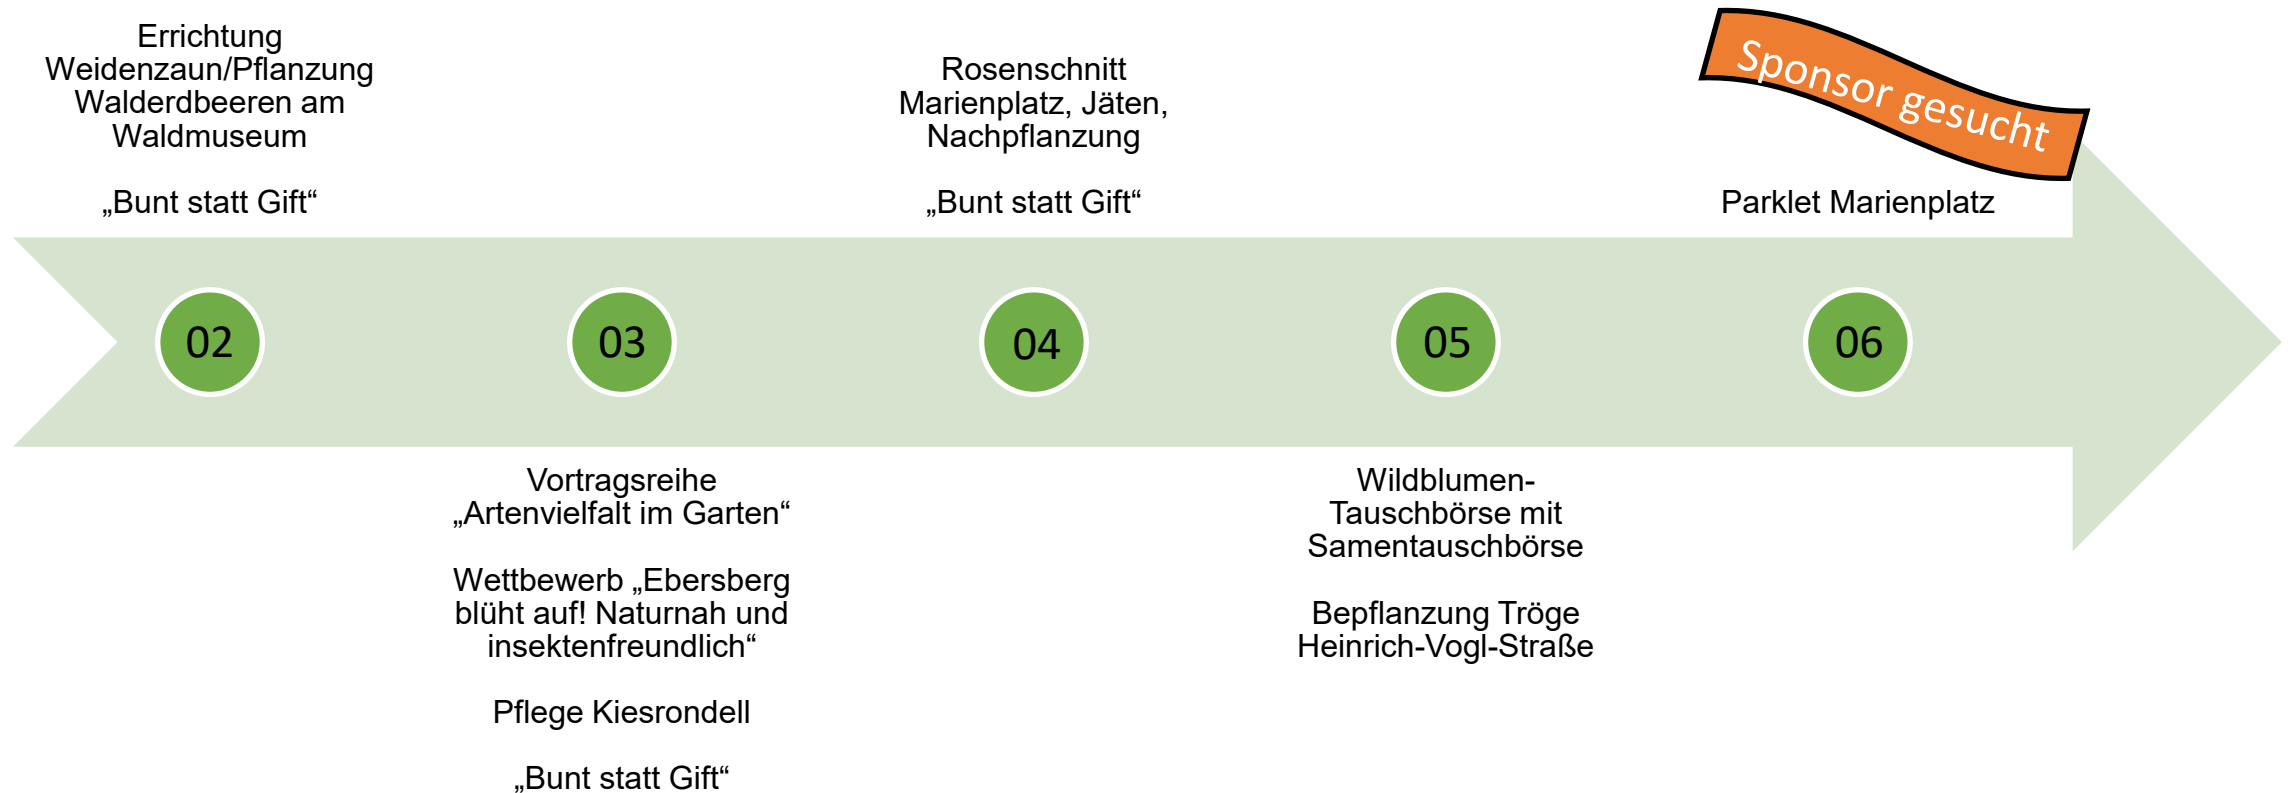 Errichtung
Weidenzaun/Pflanzung
Walderdbeeren am
Waldmuseum
„Bunt statt Gift“
Rosenschnitt
Marienplatz, Jäten,
Nachpflanzung
„Bunt statt Gift“
Sponsor gesucht
Parklet Marienplatz
02
03
04
05
06
Vortragsreihe
„Artenvielfalt im Garten“
Wettbewerb „Ebersberg
blüht auf! Naturnah und
insektenfreundlich“
Pflege Kiesrondell
„Bunt statt Gift“
Wildblumen-
Tauschbörse mit
Samentauschbörse
Bepflanzung Tröge
Heinrich-Vogl-Straße